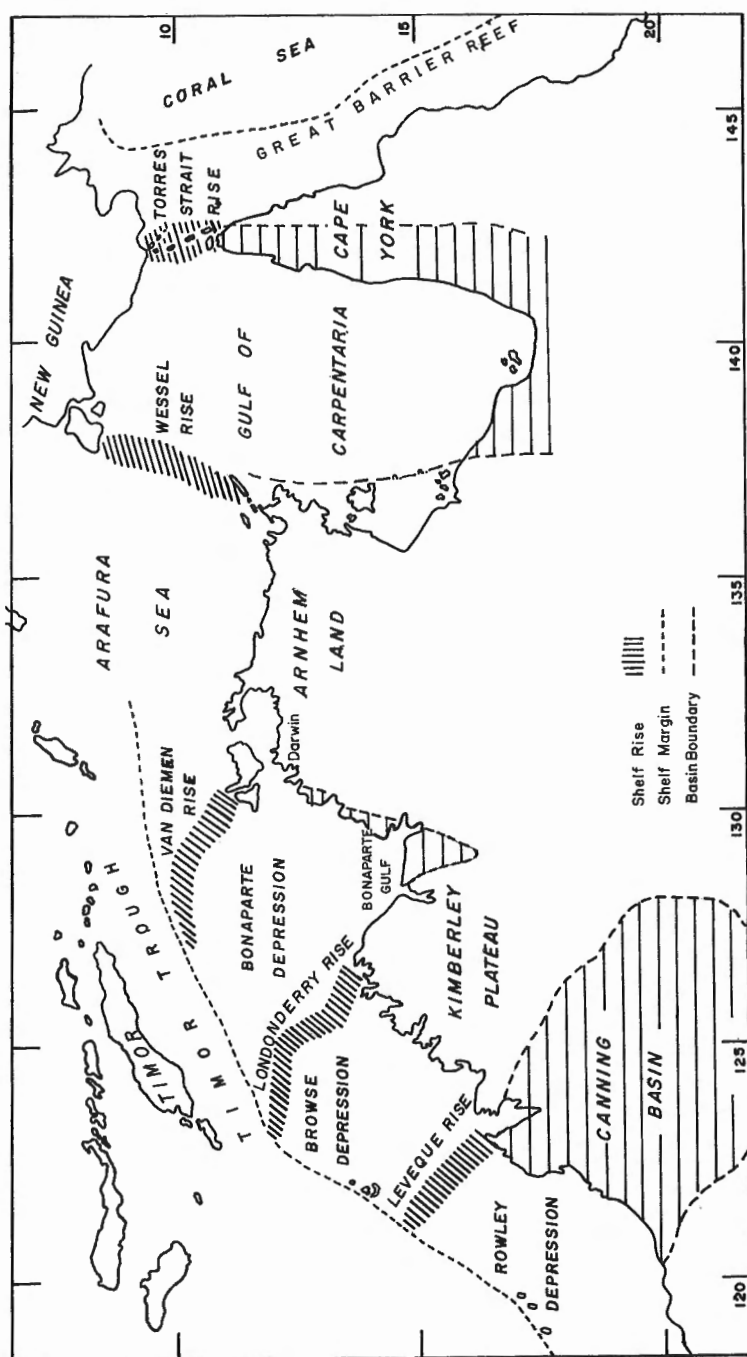 NEW GUINEA
CORAL SEA
GREAT BARRIER REEF
TORRES
STRAIT
RISE
CAPE
YORK
WESSEL
RISE
GULF OF
CARPENTARIA
ARAFURA
SEA
ARNHEM
LAND
Darwin
VAN DIEMEN
RISE
TIMOR TROUGH
TIMOR
BONAPARTE
DEPRESSION
BONAPARTE
GULF
LONDONDERRY RISE
KIMBERLEY
PLATEAU
BROWSE
DEPRESSION
LEVEQUE RISE
ROWLEY
DEPRESSION
CANNING
BASIN
Shelf Rise
Shelf Margin
Basin Boundary
10
15
20
120
125
130
135
140
145